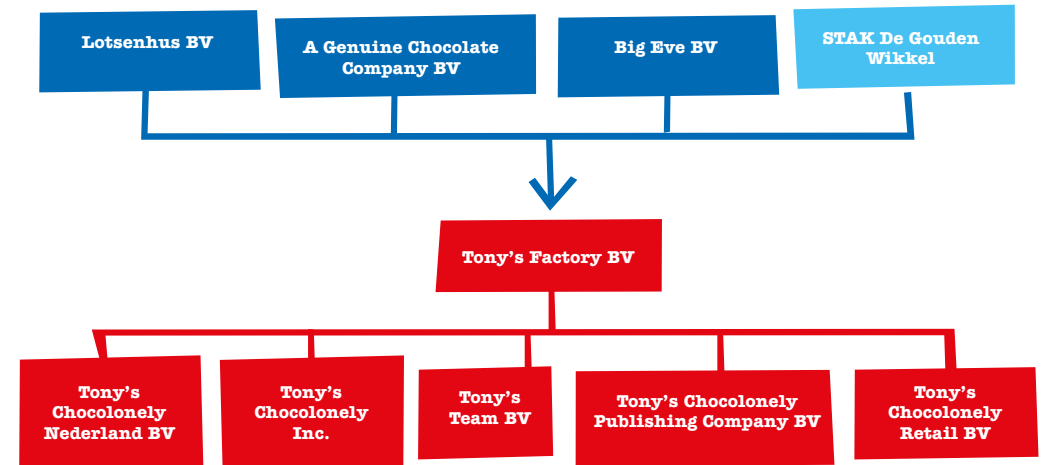 Lotsenhus BV
A Genuine Chocolate
Company BV
Big Eve BV
STAK De Gouden
Wikkel
Tony's Factory BV
Tony's
Chocolonely
Nederland BV
Tony's
Chocolonely
Inc.
Tony's
Team BV
Tony's Chocolonely
Publishing Company BV
Tony's
Chocolonely
Retail BV